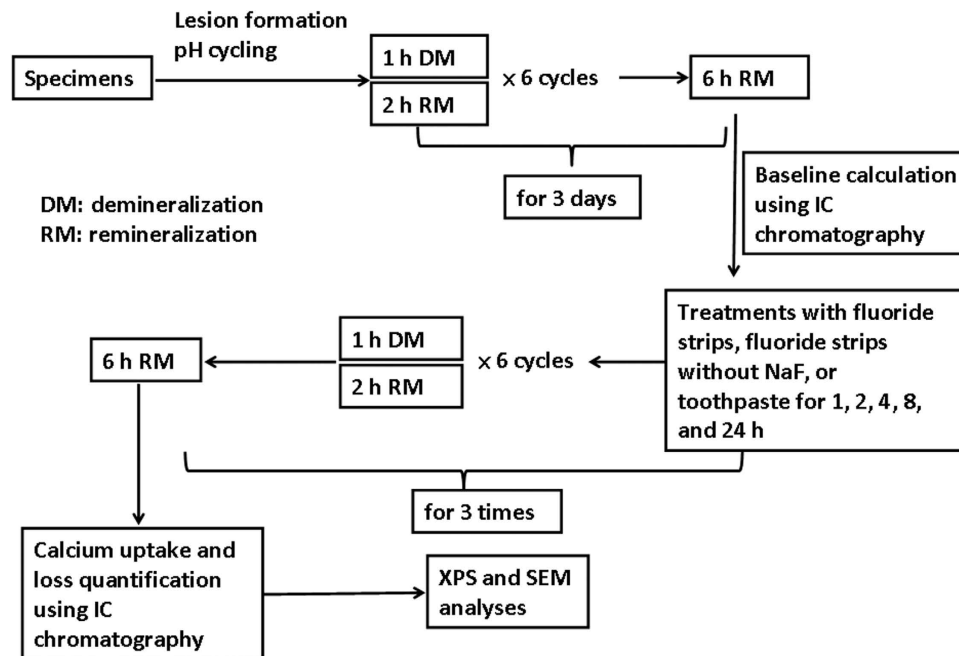 Lesion formation
pH cycling
Specimens
1 h DM
2 h RM
× 6 cycles
6 h RM
for 3 days
DM: demineralization
RM: remineralization
Baseline calculation
using IC
chromatography
Treatments with fluoride
strips, fluoride strips
without NaF, or
toothpaste for 1, 2, 4, 8,
and 24 h
1 h DM
2 h RM
× 6 cycles
6 h RM
for 3 times
Calcium uptake and
loss quantification
using IC
chromatography
XPS and SEM
analyses